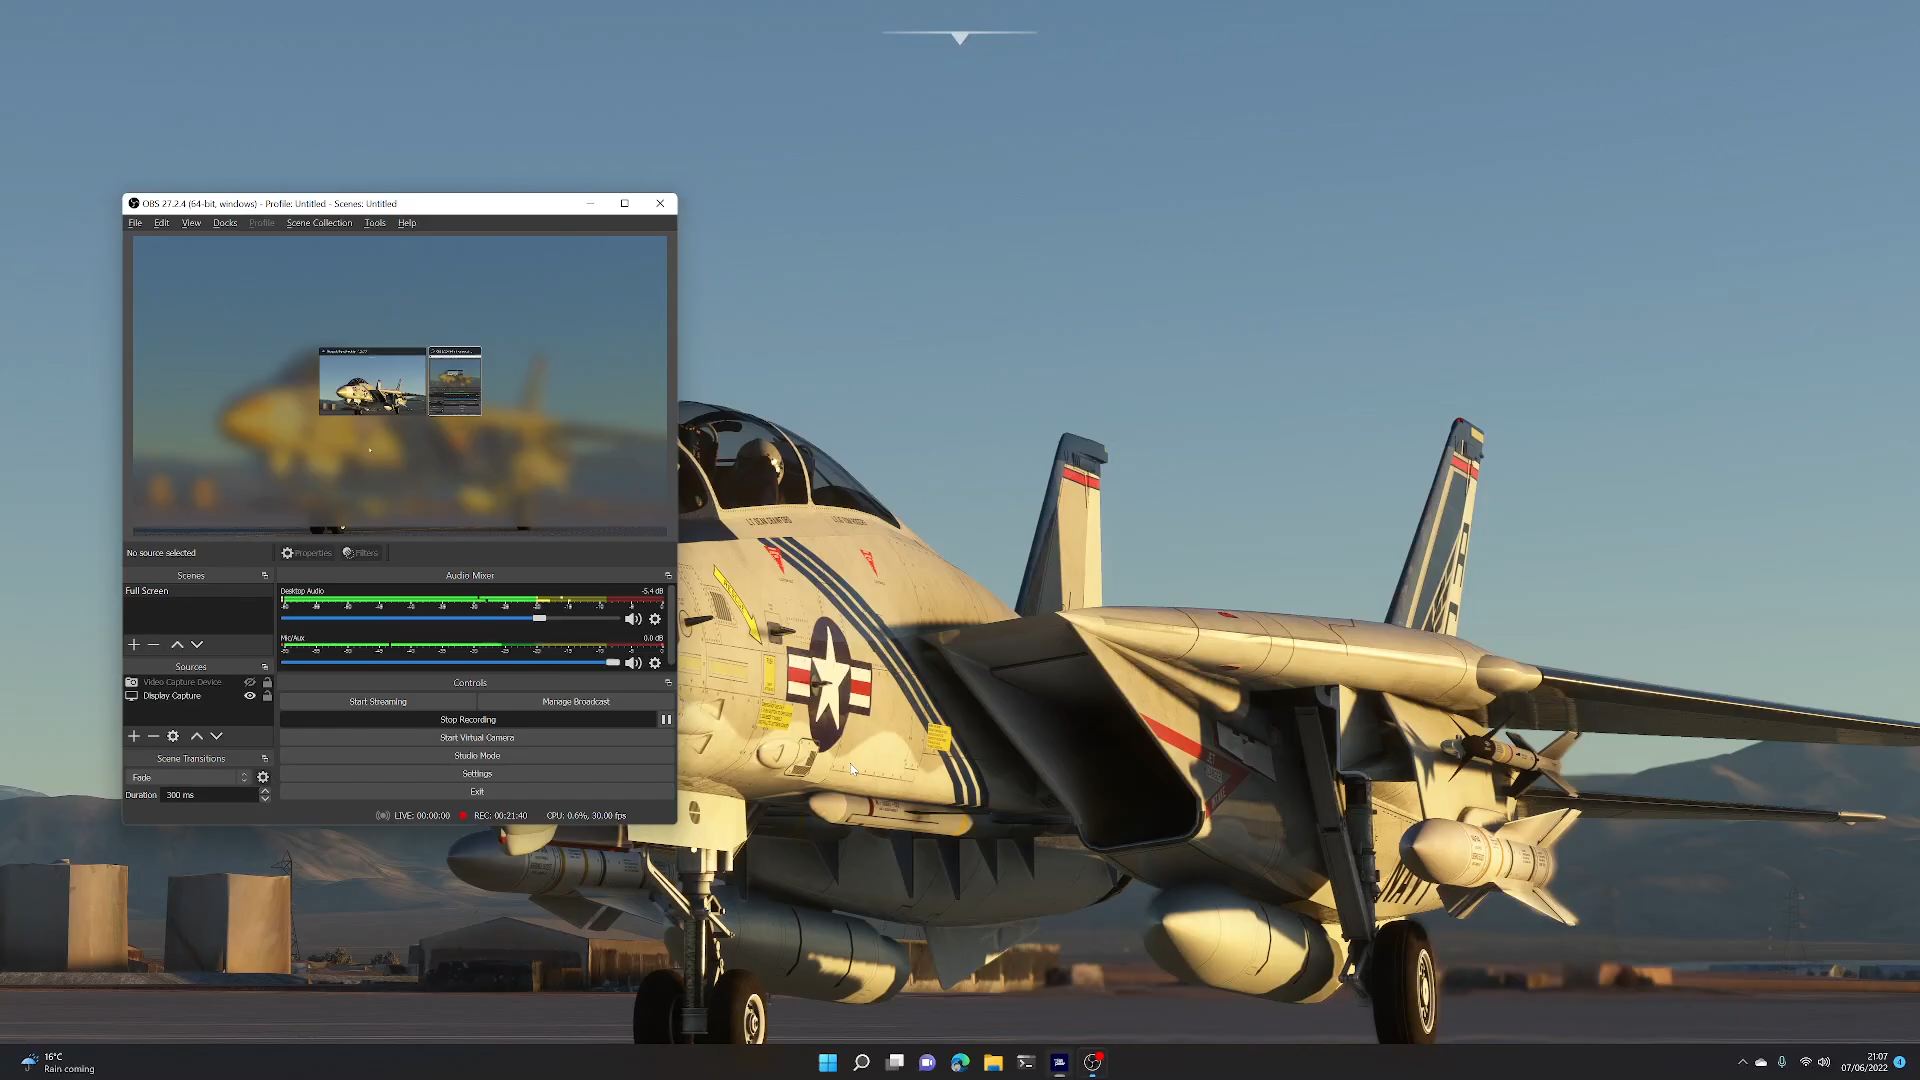 OBS 27.2.4 (64-bit, windows) - Profile: Untitled - Scenes: Untitled
File Edit View Docks Profile Scene Collection Tools Help
No source selected
Properties
Filters
Scenes
Full Screen
Sources
Video Capture Device
Display Capture
Scene Transitions
Fade
Duration 300 ms
Audio Mixer
Desktop Audio -5.4 dB
Mic/Aux 0.0 dB
Controls
Start Streaming
Manage Broadcast
Stop Recording
Start Virtual Camera
Studio Mode
Settings
Exit
LIVE: 00:00:00
REC: 00:21:40
CPU: 0.6%, 30.00 fps
16°C
Rain coming
21:07
07/06/2022
4